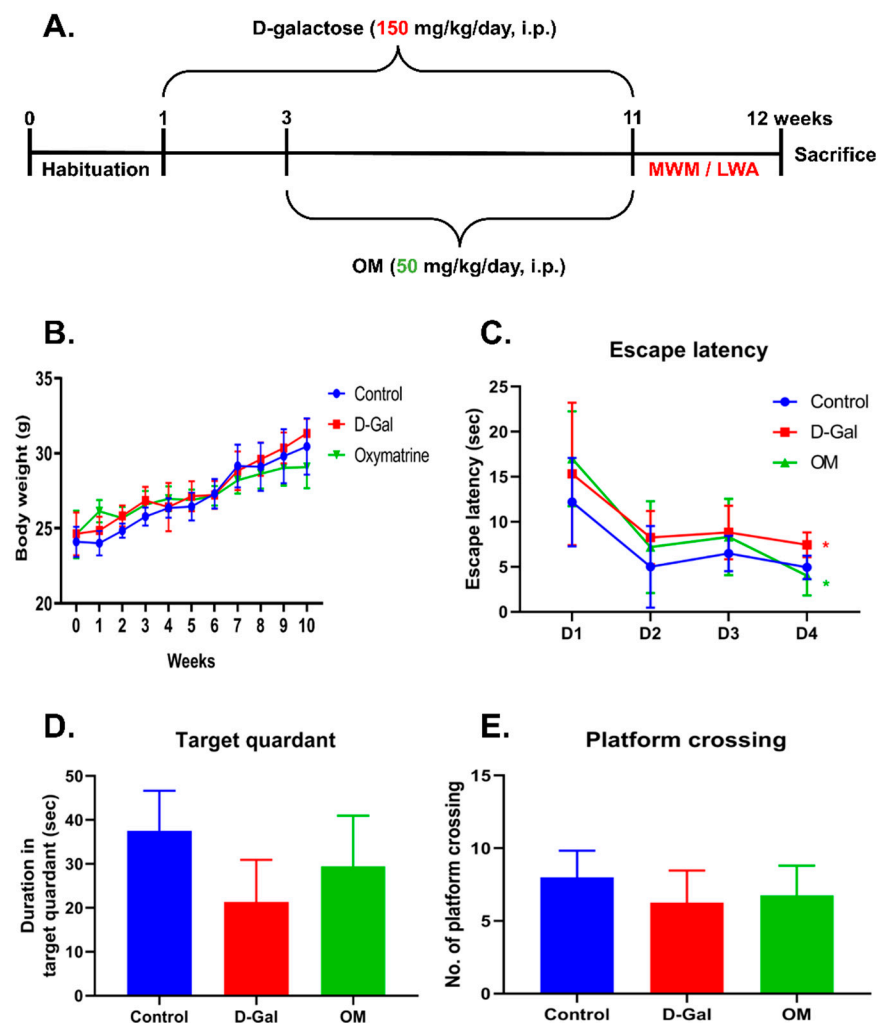 A.
D-galactose (150 mg/kg/day, i.p.)
0 1 3 11 12 weeks
Habituation MWM / LWA Sacrifice
OM (50 mg/kg/day, i.p.)
B.
Body weight (g)
35
30
25
20
0 1 2 3 4 5 6 7 8 9 10
Weeks
Control
D-Gal
Oxymatrine
C.
Escape latency
Escape latency (sec)
25
20
15
10
5
0
D1 D2 D3 D4
Control
D-Gal
OM
*
*
D.
Target quardant
Duration in
target quardant (sec)
50
40
30
20
10
0
Control D-Gal OM
E.
Platform crossing
No. of platform crossing
15
10
5
0
Control D-Gal OM